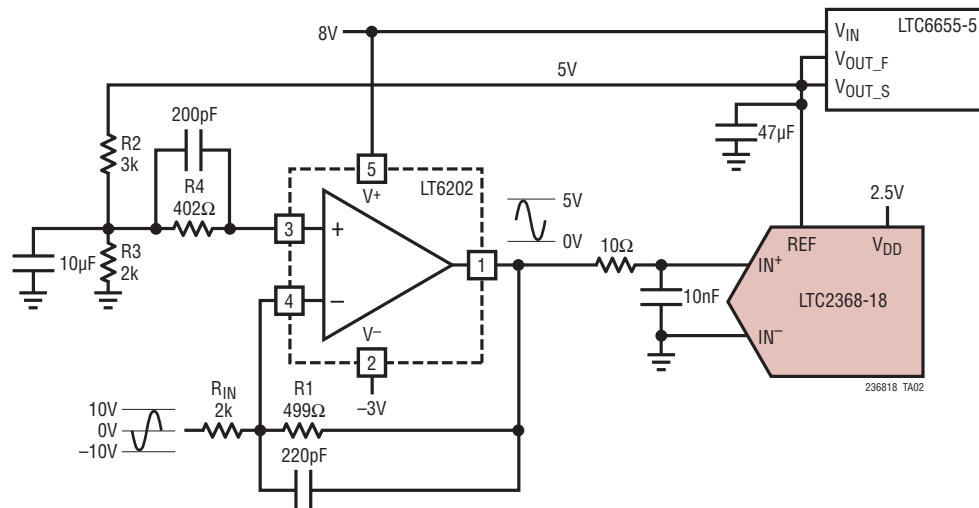 LTC6655-5
8V
V_IN
V_OUT_F
5V
V_OUT_S
200pF
47µF
R2
3k
5
LT6202
V+
R4
402Ω
2.5V
5V
0V
3
+
REF
V_DD
10Ω
IN+
1
10µF
R3
2k
4
–
10nF
LTC2368-18
V–
IN–
2
236818 TA02
–3V
R_IN
2k
R1
499Ω
10V
0V
–10V
220pF